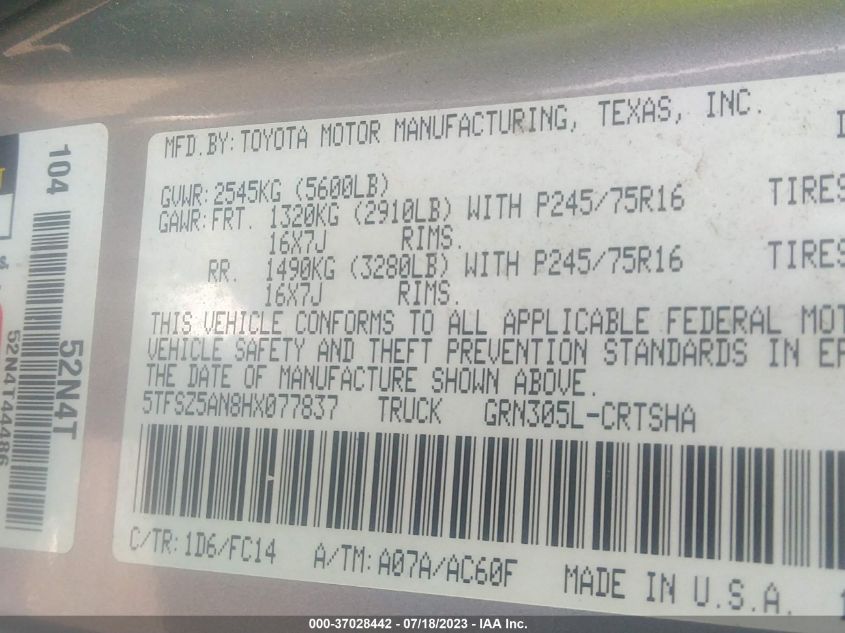 MFD.BY: TOYOTA MOTOR MANUFACTURING, TEXAS, INC.
GVWR: 2545KG (5600LB)
GAWR: FRT. 1320KG (2910LB) WITH P245/75R16 TIRES
16X7J RIMS.
RR. 1490KG (3280LB) WITH P245/75R16 TIRES
16X7J RIMS.
THIS VEHICLE CONFORMS TO ALL APPLICABLE FEDERAL MOT
VEHICLE SAFETY AND THEFT PREVENTION STANDARDS IN EF
THE DATE OF MANUFACTURE SHOWN ABOVE.
5TFSZ5AN8HX077837 TRUCK GRN305L-CRTSHA
C/TR: 1D6/FC14 A/TM: A07A/AC60F MADE IN U.S.A.
104
52N4T
52N4T44486
000-37028442 - 07/18/2023 - IAA Inc.